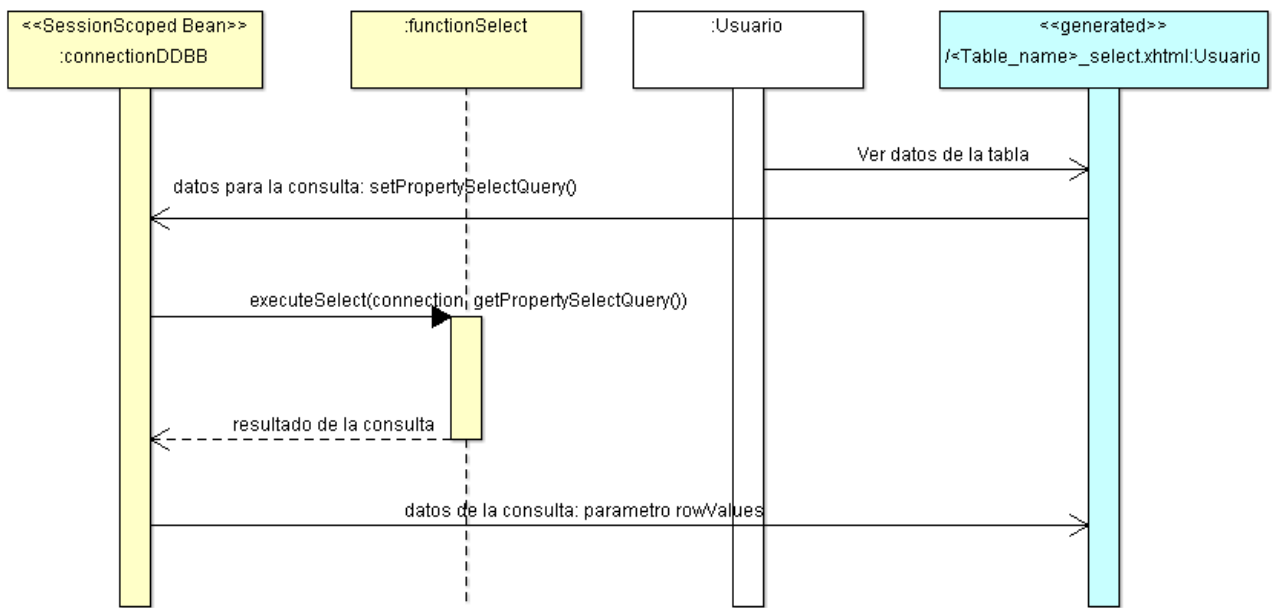 <<SessionScoped Bean>>
:connectionDDBB
:functionSelect
:Usuario
<<generated>>
/<Table_name>_select.xhtml:Usuario
Ver datos de la tabla
datos para la consulta: setPropertySelectQuery()
executeSelect(connection, getPropertySelectQuery())
resultado de la consulta
datos de la consulta: parametro rowValues